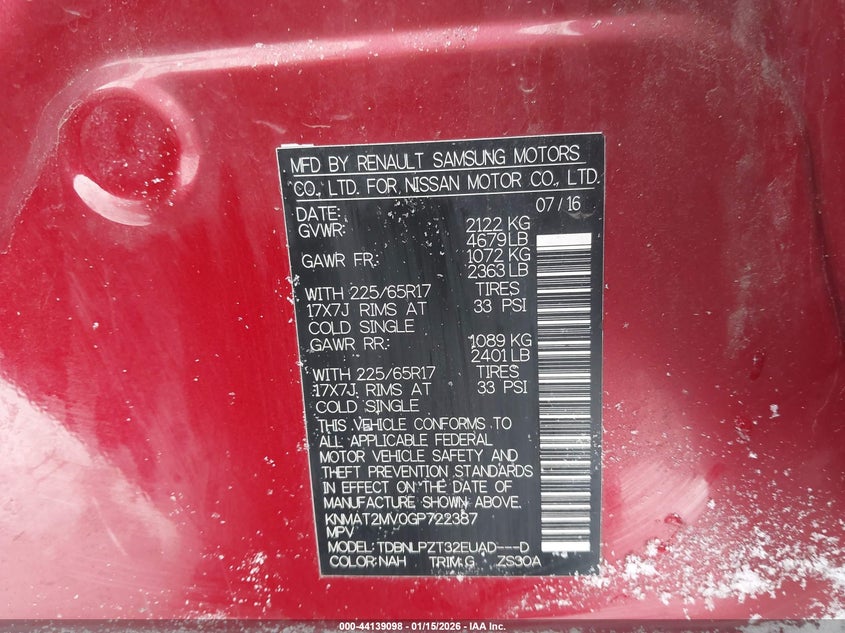 MFD BY RENAULT SAMSUNG MOTORS
CO., LTD. FOR NISSAN MOTOR CO., LTD.
DATE: 07 / 16
GVWR: 2122 KG
4679 LB
GAWR FR: 1072 KG
2363 LB
WITH 225/65R17 TIRES
17X7J RIMS AT 33 PSI
COLD SINGLE
GAWR RR: 1089 KG
2401 LB
WITH 225/65R17 TIRES
17X7J RIMS AT 33 PSI
COLD SINGLE
THIS VEHICLE CONFORMS TO
ALL APPLICABLE FEDERAL
MOTOR VEHICLE SAFETY AND
THEFT PREVENTION STANDARDS
IN EFFECT ON THE DATE OF
MANUFACTURE SHOWN ABOVE.
KNMAT2MV0GP722387
MPV
MODEL: TDBNLPZT32EUAD---D
COLOR: NAH TRIM: G ZS30A
000-44139098 - 01/15/2026 - IAA Inc.